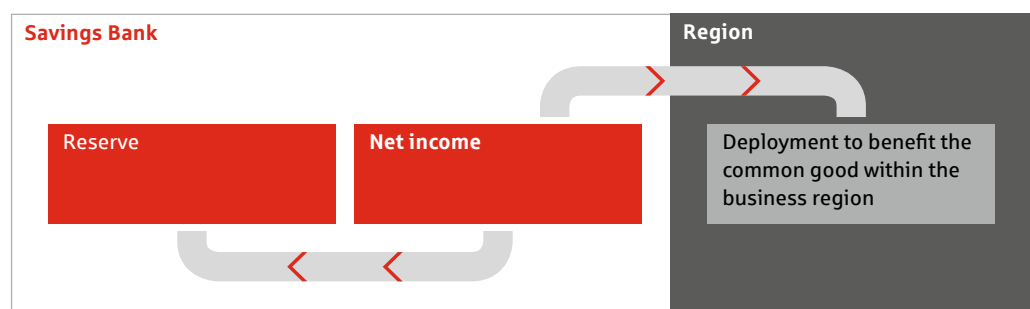 Savings Bank
Region
Reserve
Net income
Deployment to benefit the
common good within the
business region